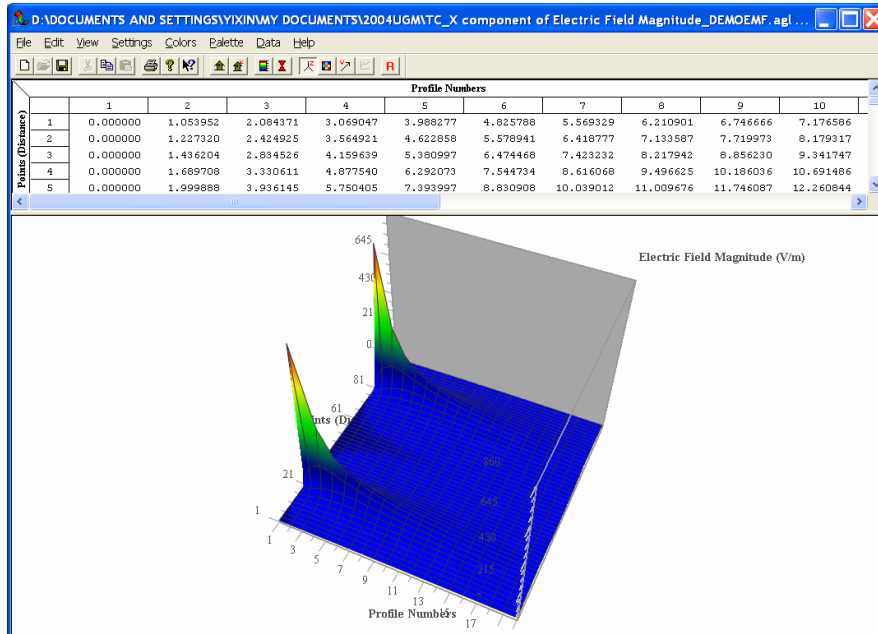 D:\DOCUMENTS AND SETTINGS\YIXIN\MY DOCUMENTS\2004UGM\TC_X component of Electric Field Magnitude_DEMOEMF.agl ...
File Edit View Settings Colors Palette Data Help
R
Profile Numbers
1 2 3 4 5 6 7 8 9 10
Points (Distance)
1 0.000000 1.053952 2.084371 3.069047 3.988277 4.825788 5.569329 6.210901 6.746666 7.176586
2 0.000000 1.227320 2.424925 3.564921 4.622858 5.578941 6.418777 7.133587 7.719973 8.179317
3 0.000000 1.436204 2.834526 4.159639 5.380997 6.474468 7.423232 8.217942 8.856230 9.341747
4 0.000000 1.689708 3.330611 4.877540 6.292073 7.544734 8.616068 9.496625 10.186036 10.691486
5 0.000000 1.999888 3.936145 5.750405 7.393997 8.830908 10.039012 11.009676 11.746087 12.260844
Electric Field Magnitude (V/m)
645
430
21
0.
81
61
ints (Di
21
1
860
645
430
215
1 3 5 7 9 11 13 15 17
Profile Numbers